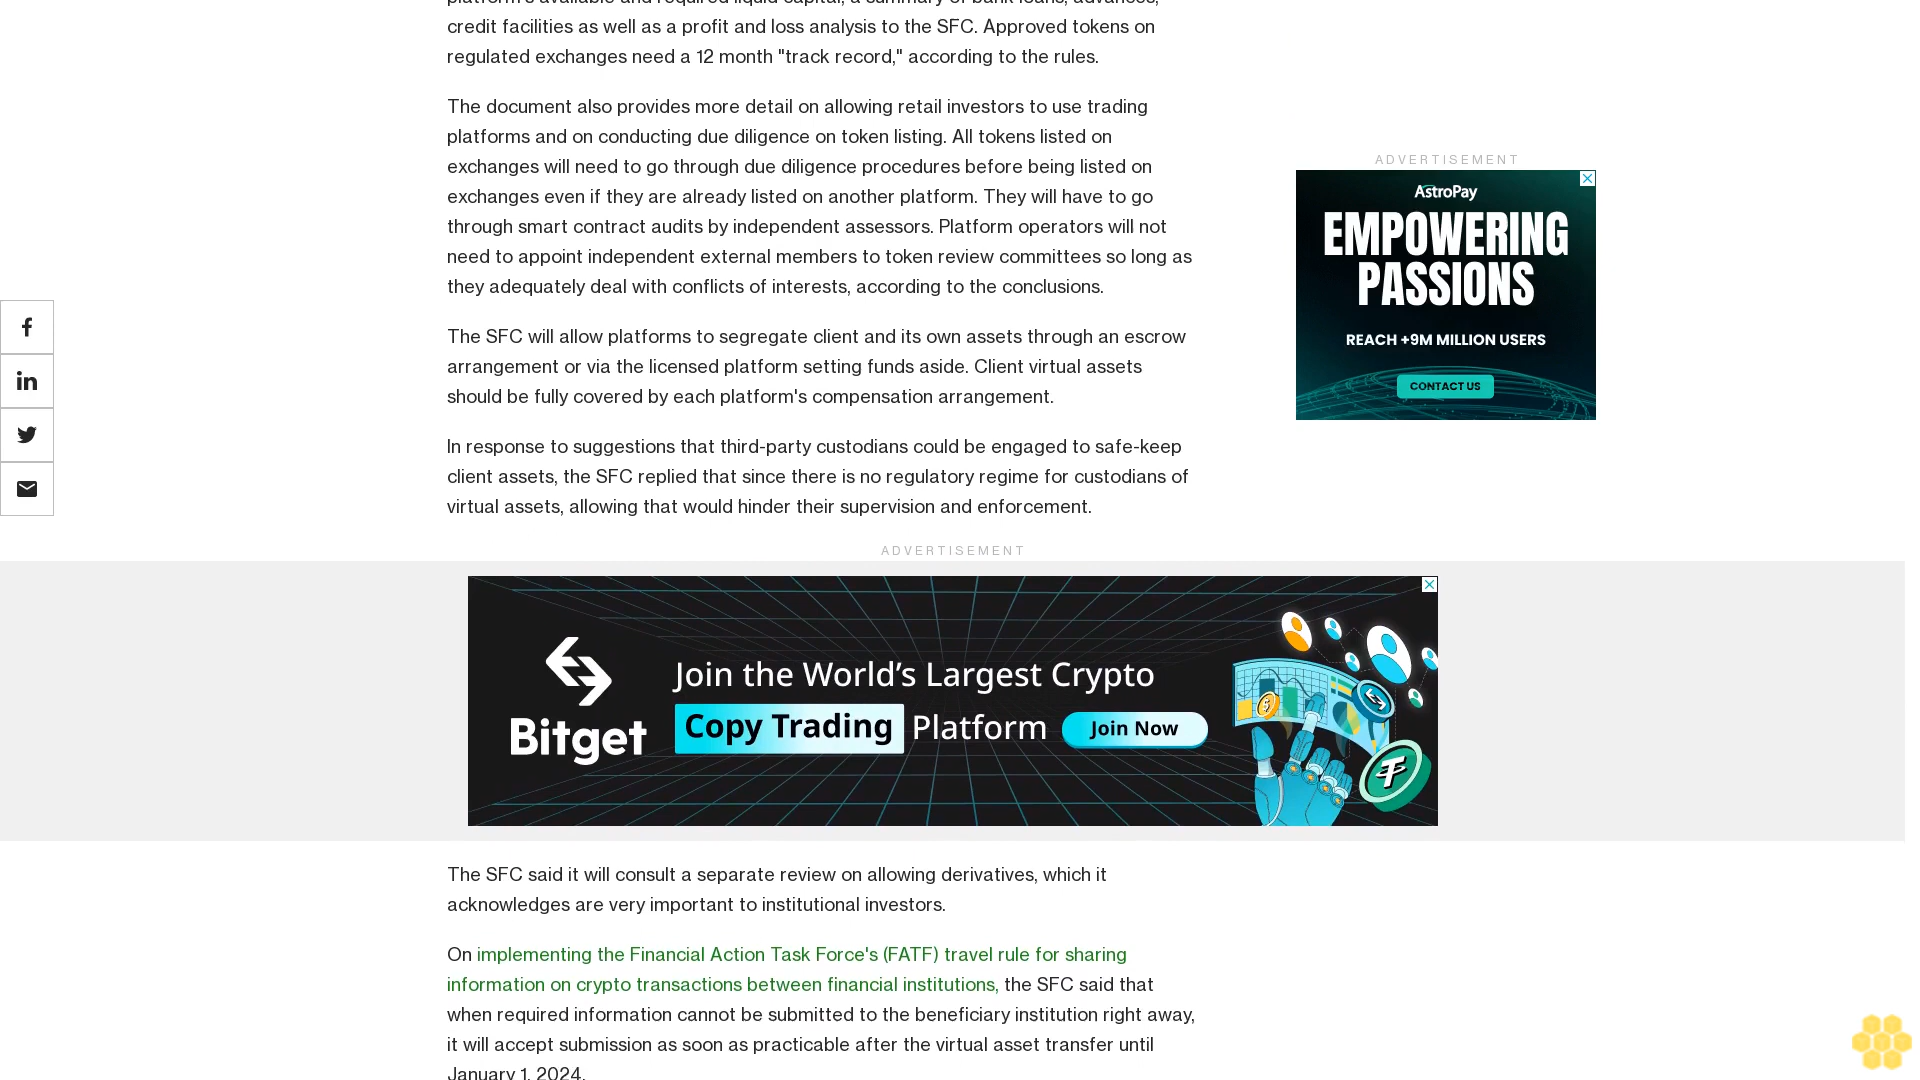 credit facilities as well as a profit and loss analysis to the SFC. Approved tokens on
regulated exchanges need a 12 month "track record," according to the rules.
The document also provides more detail on allowing retail investors to use trading
platforms and on conducting due diligence on token listing. All tokens listed on
exchanges will need to go through due diligence procedures before being listed on
exchanges even if they are already listed on another platform. They will have to go
through smart contract audits by independent assessors. Platform operators will not
need to appoint independent external members to token review committees so long as
they adequately deal with conflicts of interests, according to the conclusions.
The SFC will allow platforms to segregate client and its own assets through an escrow
arrangement or via the licensed platform setting funds aside. Client virtual assets
should be fully covered by each platform's compensation arrangement.
In response to suggestions that third-party custodians could be engaged to safe-keep
client assets, the SFC replied that since there is no regulatory regime for custodians of
virtual assets, allowing that would hinder their supervision and enforcement.
ADVERTISEMENT
AstroPay
EMPOWERING
PASSIONS
REACH +9M MILLION USERS
CONTACT US
ADVERTISEMENT
Bitget
Join the World's Largest Crypto
Copy Trading Platform Join Now
The SFC said it will consult a separate review on allowing derivatives, which it
acknowledges are very important to institutional investors.
On implementing the Financial Action Task Force's (FATF) travel rule for sharing
information on crypto transactions between financial institutions, the SFC said that
when required information cannot be submitted to the beneficiary institution right away,
it will accept submission as soon as practicable after the virtual asset transfer until
January 1, 2024.